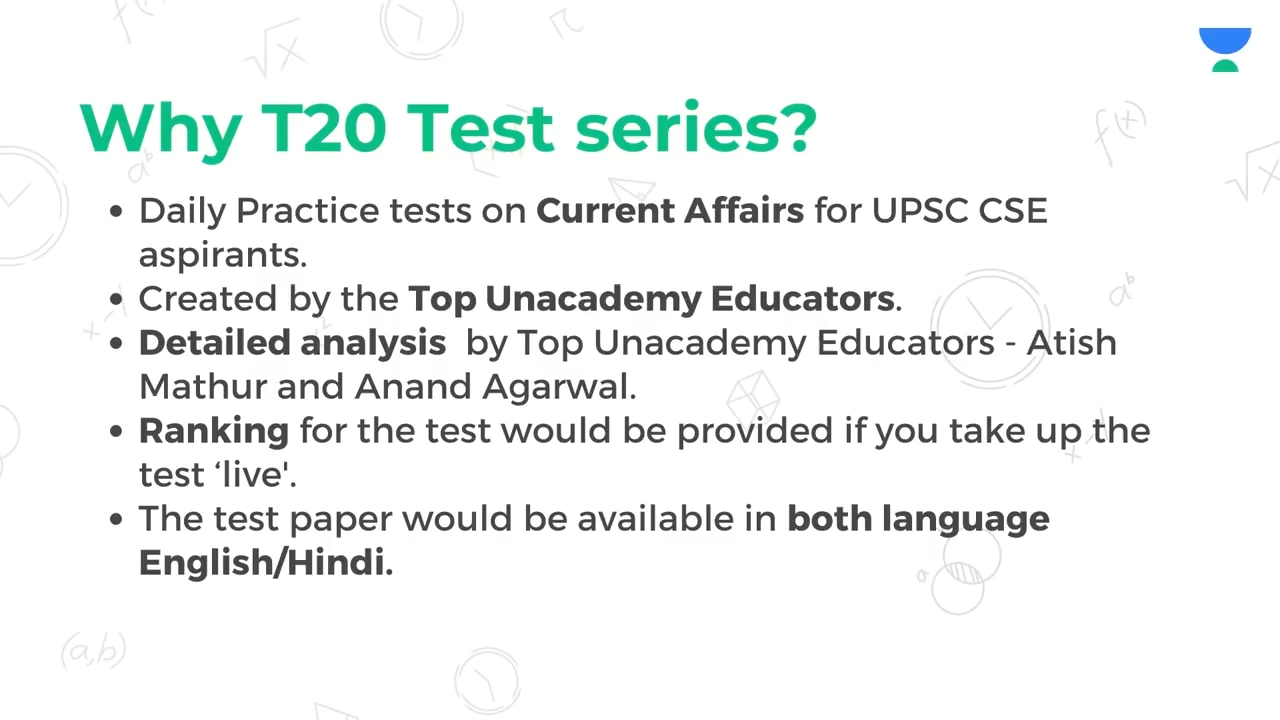 Why T20 Test series?
• Daily Practice tests on Current Affairs for UPSC CSE
aspirants.
• Created by the Top Unacademy Educators.
• Detailed analysis  by Top Unacademy Educators - Atish
Mathur and Anand Agarwal.
• Ranking for the test would be provided if you take up the
test ‘live'.
• The test paper would be available in both language
English/Hindi.
f(x)
√x
a^b
(a,b)